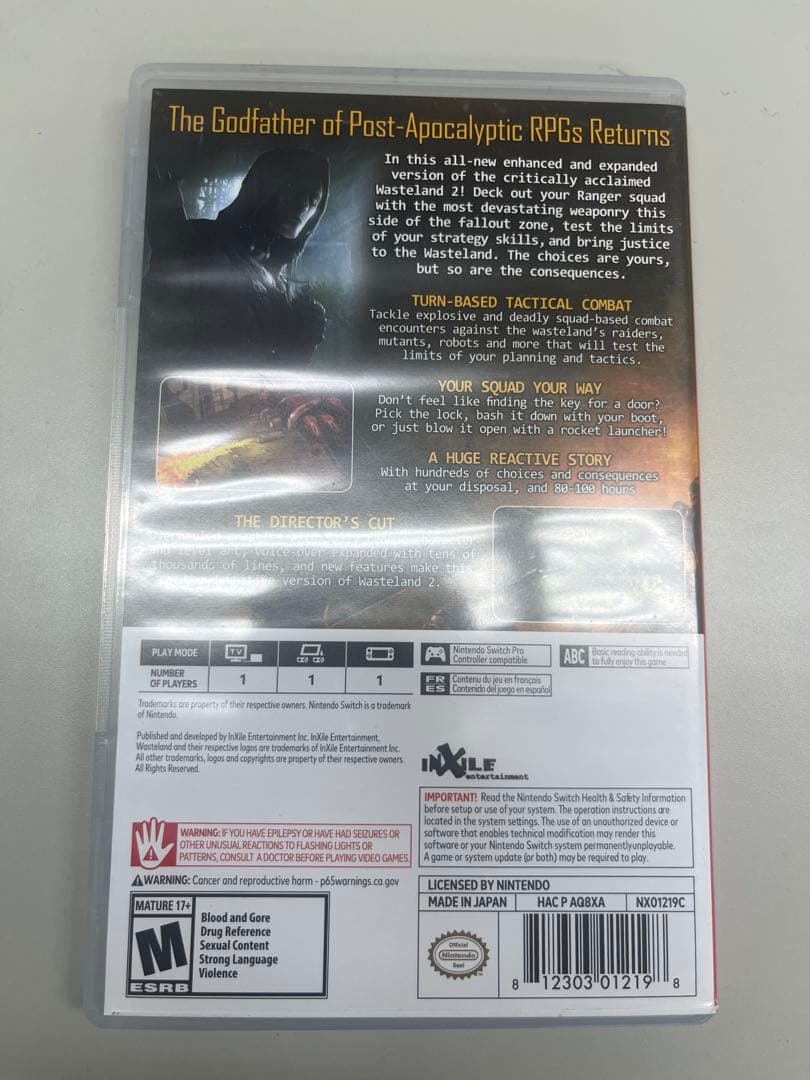 The Godfather of Post-Apocalyptic RPGs Returns
In this all-new enhanced and expanded
version of the critically acclaimed
Wasteland 2! Deck out your Ranger squad
with the most devastating weaponry this
side of the fallout zone, test the limits
of your strategy skills, and bring justice
to the Wasteland. The choices are yours,
but so are the consequences.
TURN-BASED TACTICAL COMBAT
Tackle explosive and deadly squad-based combat
encounters against the wasteland's raiders,
mutants, robots and more that will test the
limits of your planning and tactics.
YOUR SQUAD YOUR WAY
Don't feel like finding the key for a door?
Pick the lock, bash it down with your boot,
or just blow it open with a rocket launcher!
A HUGE REACTIVE STORY
With hundreds of choices and consequences
at your disposal, and 80-100 hours
THE DIRECTOR'S CUT
and level art, voice-over expanded with tens of
thousands of lines, and new features make this
version of Wasteland 2.
PLAY MODE TV
NUMBER
OF PLAYERS 1 1 1
Nintendo Switch Pro
Controller compatible
ABC Basic reading ability is needed
to fully enjoy this game
FR Contenu du jeu en français
ES Contenido del juego en español
Trademarks are property of their respective owners. Nintendo Switch is a trademark
of Nintendo.
Published and developed by InXile Entertainment Inc. InXile Entertainment,
Wasteland and their respective logos are trademarks of InXile Entertainment Inc.
All other trademarks, logos and copyrights are property of their respective owners.
All Rights Reserved.
INXILE
entertainment
IMPORTANT! Read the Nintendo Switch Health & Safety Information
before setup or use of your system. The operation instructions are
located in the system settings. The use of an unauthorized device or
software that enables technical modification may render this
software or your Nintendo Switch system permanentlyunplayable.
A game or system update (or both) may be required to play.
WARNING: IF YOU HAVE EPILEPSY OR HAVE HAD SEIZURES OR
OTHER UNUSUAL REACTIONS TO FLASHING LIGHTS OR
PATTERNS, CONSULT A DOCTOR BEFORE PLAYING VIDEO GAMES.
WARNING: Cancer and reproductive harm - p65warnings.ca.gov
MATURE 17+
M
ESRB
Blood and Gore
Drug Reference
Sexual Content
Strong Language
Violence
LICENSED BY NINTENDO
MADE IN JAPAN HAC P AQ8XA NX01219C
Official
Nintendo
Seal
8 12303 01219 8